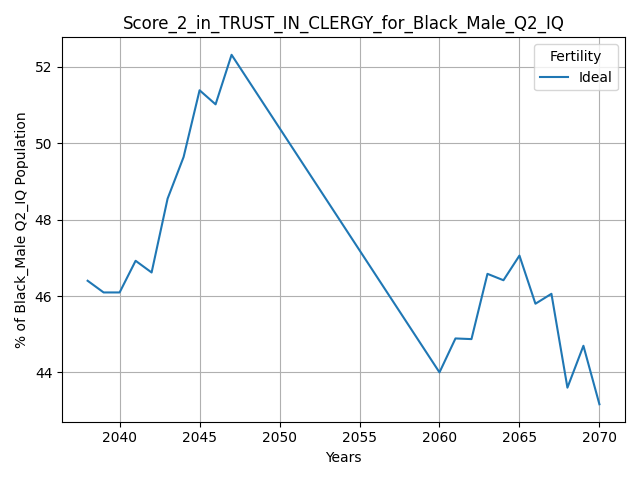 Score_2_in_TRUST_IN_CLERGY_for_Black_Male_Q2_IQ
Fertility
Ideal
% of Black_Male Q2_IQ Population
52
50
48
46
44
2040
2045
2050
2055
2060
2065
2070
Years